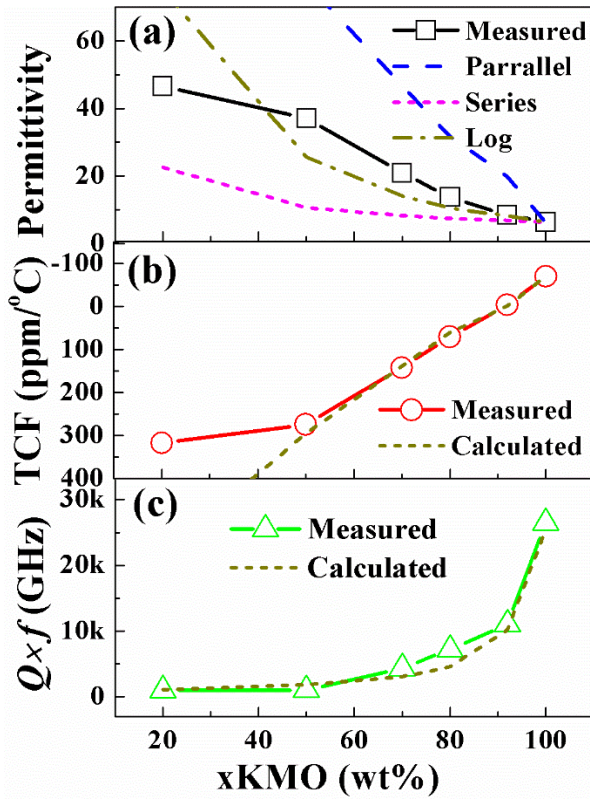 (a)
Measured
Parrallel
Series
Log
Permittivity
60
40
20
0
(b)
Measured
Calculated
TCF (ppm/°C)
-100
0
100
200
300
400
(c)
Measured
Calculated
Q×f (GHz)
30k
20k
10k
0
20 40 60 80 100
xKMO (wt%)